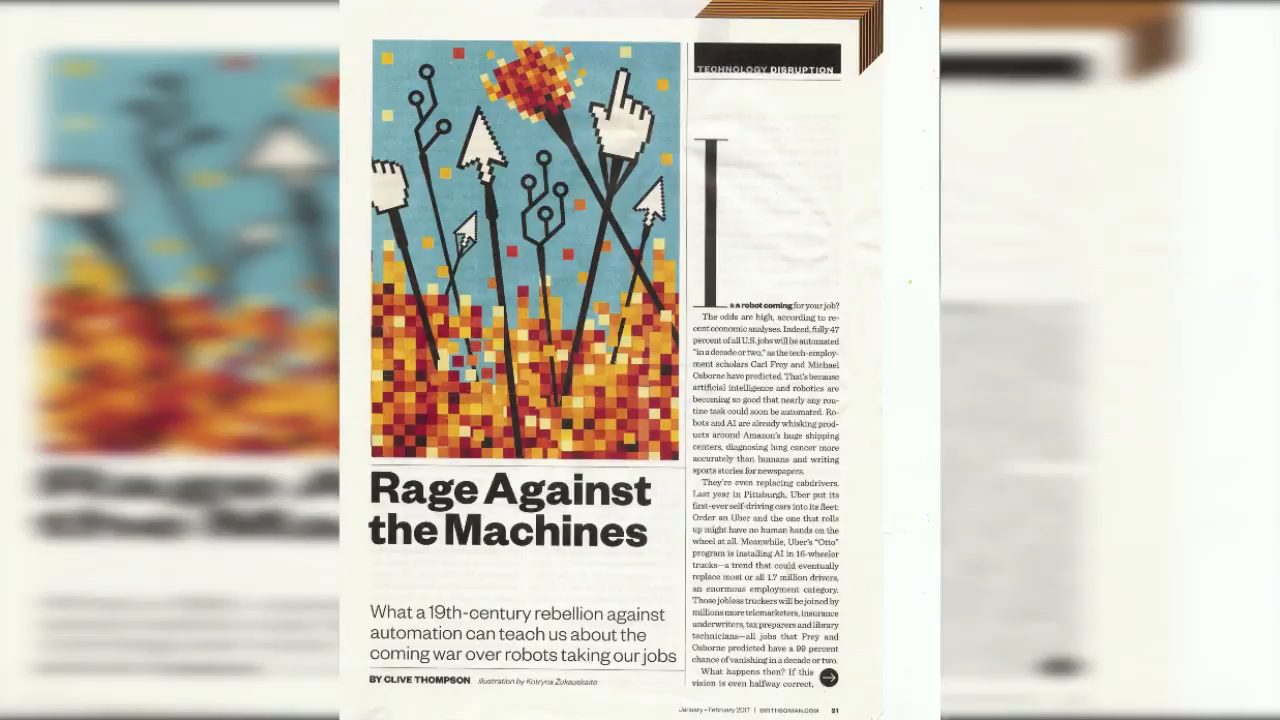 TECHNOLOGY DISRUPTION
Is a robot coming for your job?
The odds are high, according to re-
cent economic analyses. Indeed, fully 47
percent of all U.S. jobs will be automated
"in a decade or two," as the tech-employ-
ment scholars Carl Frey and Michael
Osborne have predicted. That's because
artificial intelligence and robotics are
becoming so good that nearly any rou-
tine task could soon be automated. Ro-
bots and AI are already whisking prod-
ucts around Amazon's huge shipping
centers, diagnosing lung cancer more
accurately than humans and writing
sports stories for newspapers.
They're even replacing cabdrivers.
Last year in Pittsburgh, Uber put its
first-ever self-driving cars into its fleet:
Order an Uber and the one that rolls
up might have no human hands on the
wheel at all. Meanwhile, Uber's "Otto"
program is installing AI in 16-wheeler
trucks—a trend that could eventually
replace most or all 1.7 million drivers,
an enormous employment category.
Those jobless truckers will be joined by
millions more telemarketers, insurance
underwriters, tax preparers and library
technicians—all jobs that Frey and
Osborne predicted have a 99 percent
chance of vanishing in a decade or two.
What happens then? If this
vision is even halfway correct,
Rage Against
the Machines
What a 19th-century rebellion against
automation can teach us about the
coming war over robots taking our jobs
BY CLIVE THOMPSON illustration by Kotryna Zukauskaite
January • February 2017 | SMITHSONIAN.COM 21